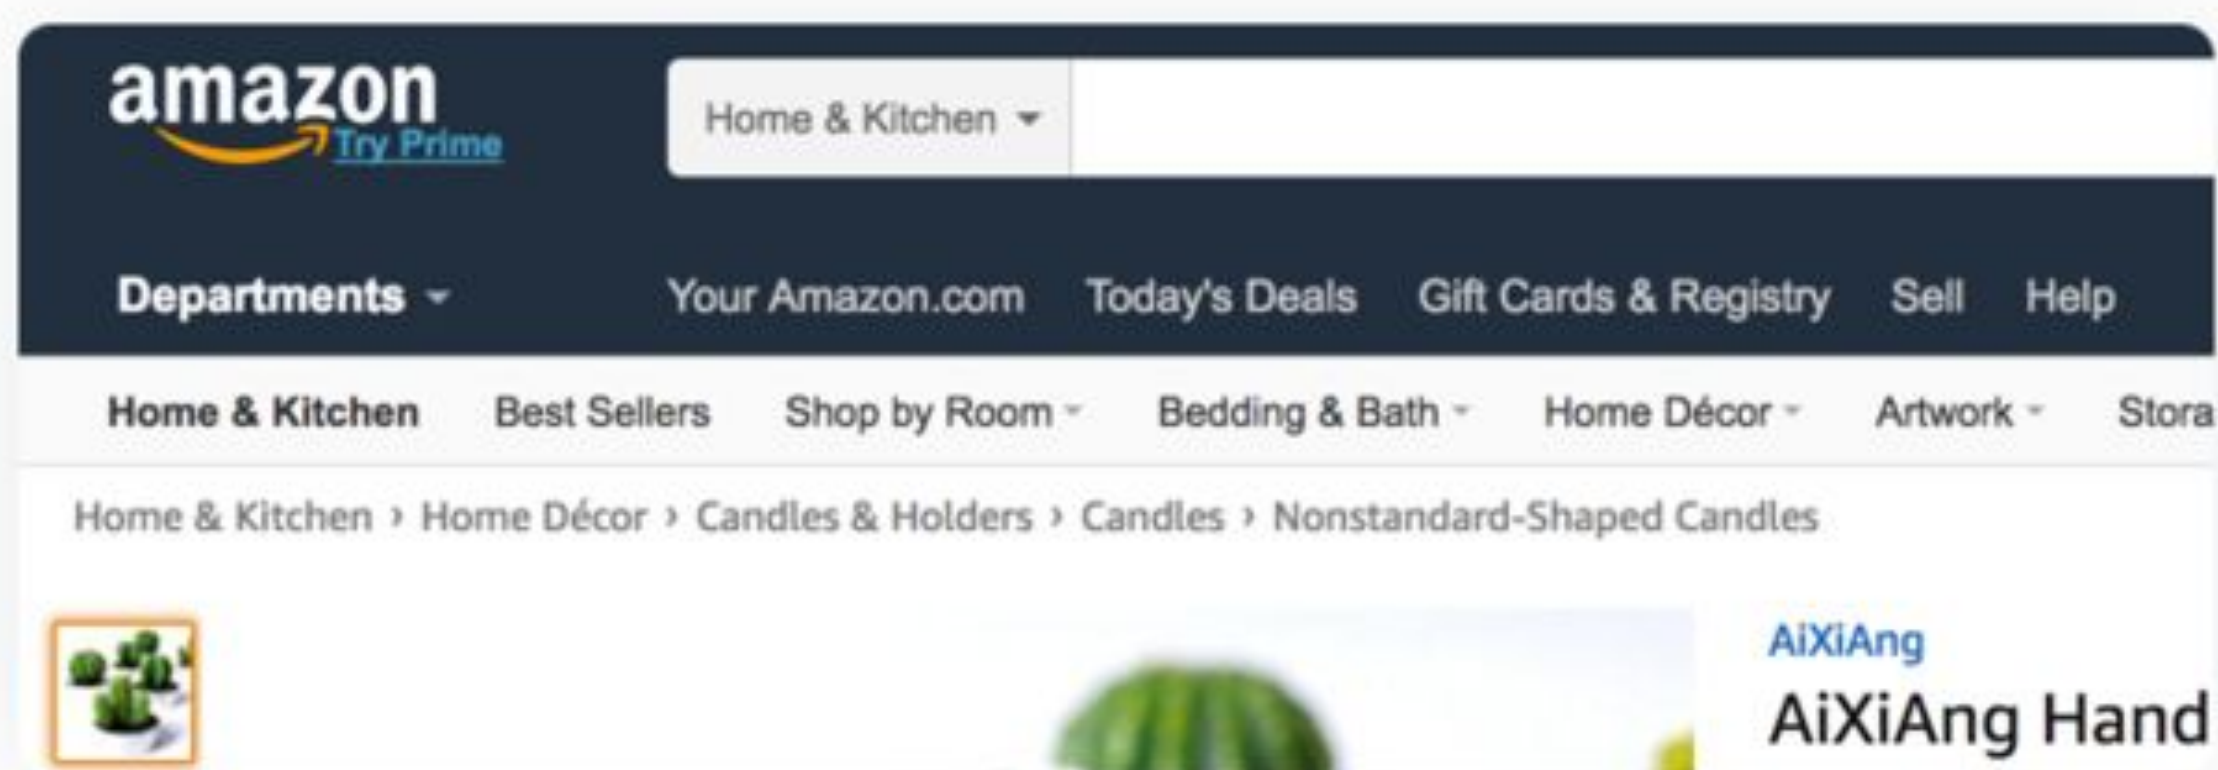 amazon
Try Prime
Home & Kitchen
Departments Your Amazon.com Today's Deals Gift Cards & Registry Sell Help
Home & Kitchen Best Sellers Shop by Room Bedding & Bath Home Décor Artwork Stora
Home & Kitchen › Home Décor › Candles & Holders › Candles › Nonstandard-Shaped Candles
AiXiAng
AiXiAng Hand